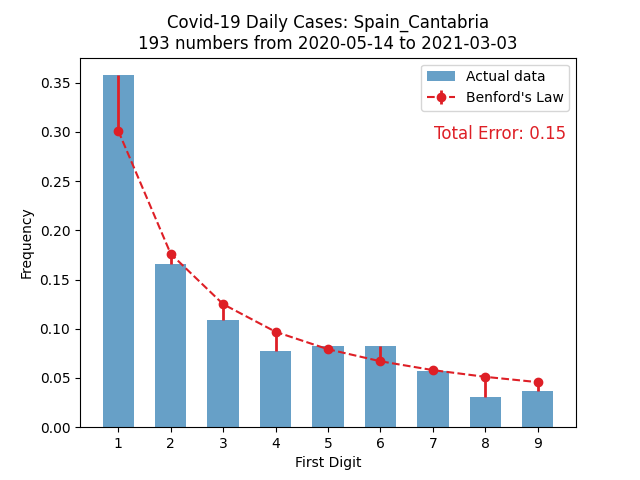 Covid-19 Daily Cases: Spain_Cantabria
193 numbers from 2020-05-14 to 2021-03-03
Actual data
Benford's Law
Total Error: 0.15
Frequency
0.35
0.30
0.25
0.20
0.15
0.10
0.05
0.00
1 2 3 4 5 6 7 8 9
First Digit